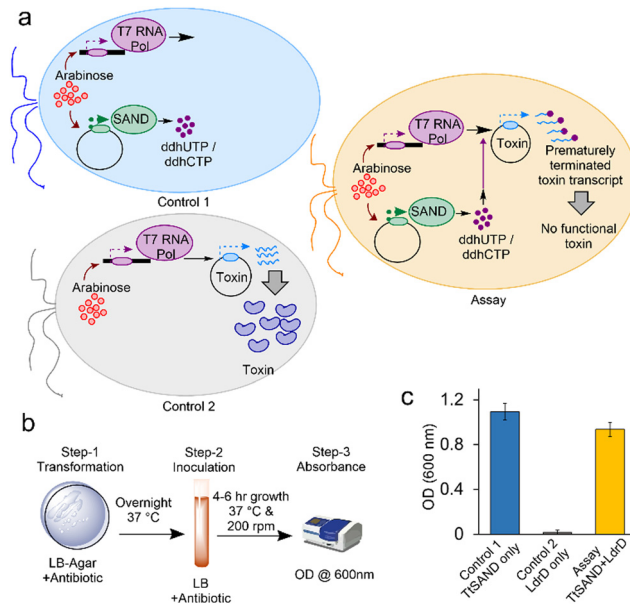 a
T7 RNA
Pol
Arabinose
SAND
ddhUTP /
ddhCTP
Control 1
T7 RNA
Pol
Arabinose
Toxin
Toxin
Control 2
T7 RNA
Pol
Toxin
Arabinose
Prematurely
terminated
toxin transcript
SAND
ddhUTP /
ddhCTP
No functional
toxin
Assay
b
Step-1
Transformation
Overnight
37 °C
LB-Agar
+Antibiotic
Step-2
Inoculation
4-6 hr growth
37 °C &
200 rpm
LB
+Antibiotic
Step-3
Absorbance
OD @ 600nm
c
OD (600 nm)
1.2
0.8
0.4
0
Control 1
TtSAND only
Control 2
LdrD only
Assay
TtSAND+LdrD